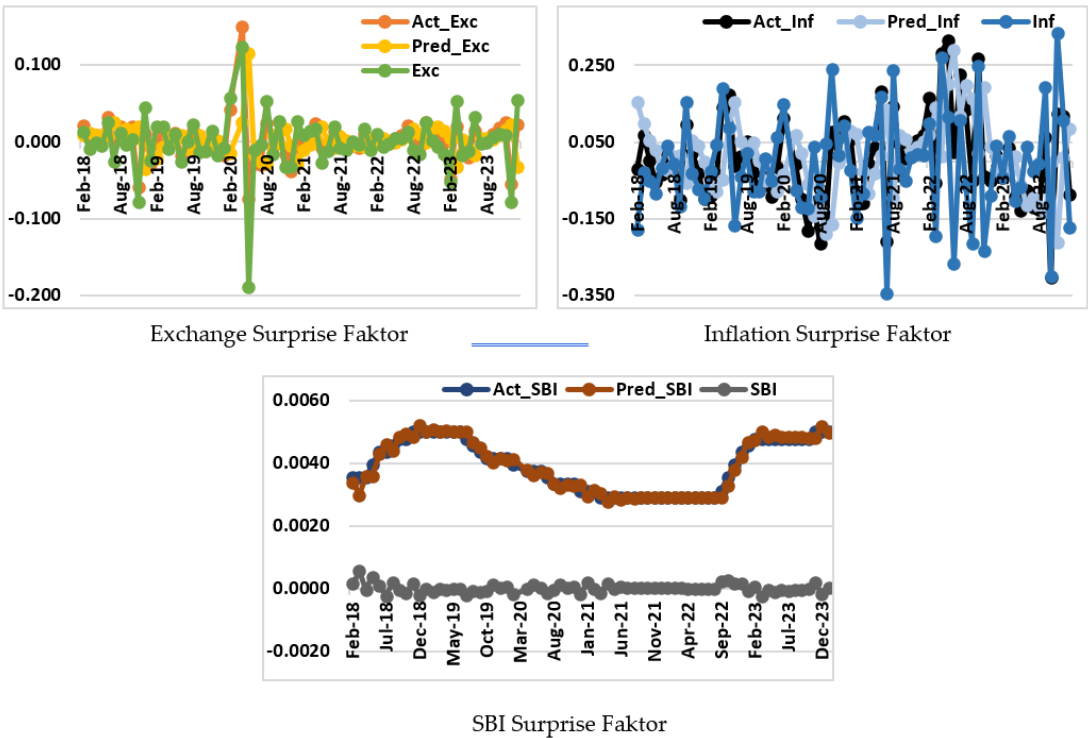 Act_Exc
Pred_Exc
Exc
0.100
0.000
-0.100
-0.200
Feb-18
Aug-18
Feb-19
Aug-19
Feb-20
Aug-20
Feb-21
Aug-21
Feb-22
Aug-22
Feb-23
Aug-23
Act_Inf Pred_Inf Inf
0.250
0.050
-0.150
-0.350
Feb-18
Aug-18
Feb-19
Aug-19
Feb-20
Aug-20
Feb-21
Aug-21
Feb-22
Aug-22
Feb-23
Exchange Surprise Faktor
Inflation Surprise Faktor
Act_SBI Pred_SBI SBI
0.0060
0.0040
0.0020
0.0000
-0.0020
Feb-18
Jul-18
Dec-18
May-19
Oct-19
Mar-20
Aug-20
Jan-21
Jun-21
Nov-21
Apr-22
Sep-22
Feb-23
Jul-23
Dec-23
SBI Surprise Faktor